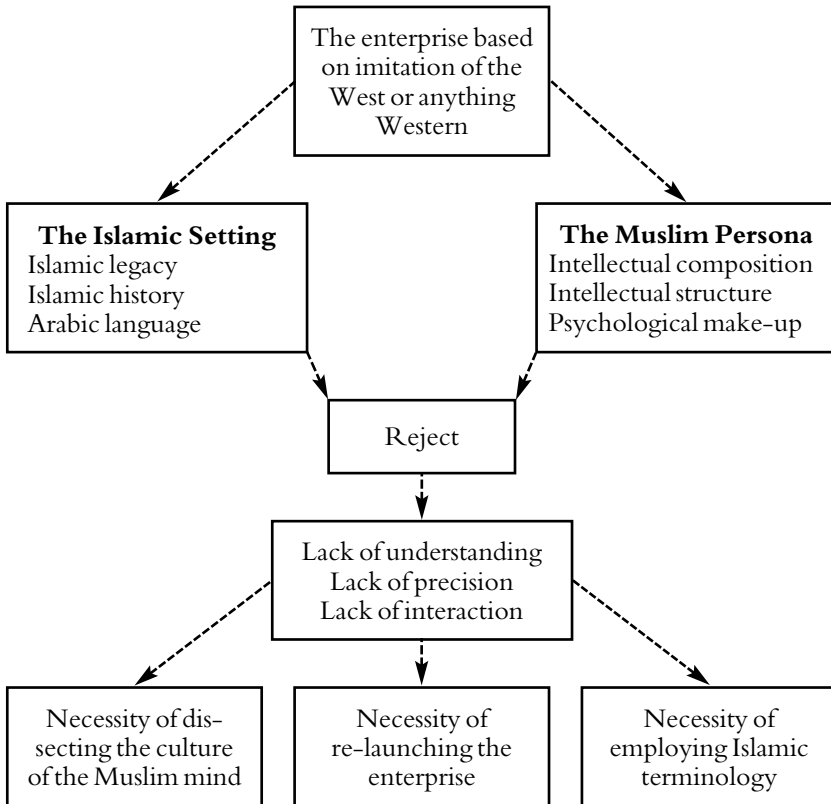 The enterprise based
on imitation of the
West or anything
Western
The Islamic Setting
Islamic legacy
Islamic history
Arabic language
The Muslim Persona
Intellectual composition
Intellectual structure
Psychological make-up
Reject
Lack of understanding
Lack of precision
Lack of interaction
Necessity of dis-
secting the culture
of the Muslim mind
Necessity of
re-launching the
enterprise
Necessity of
employing Islamic
terminology